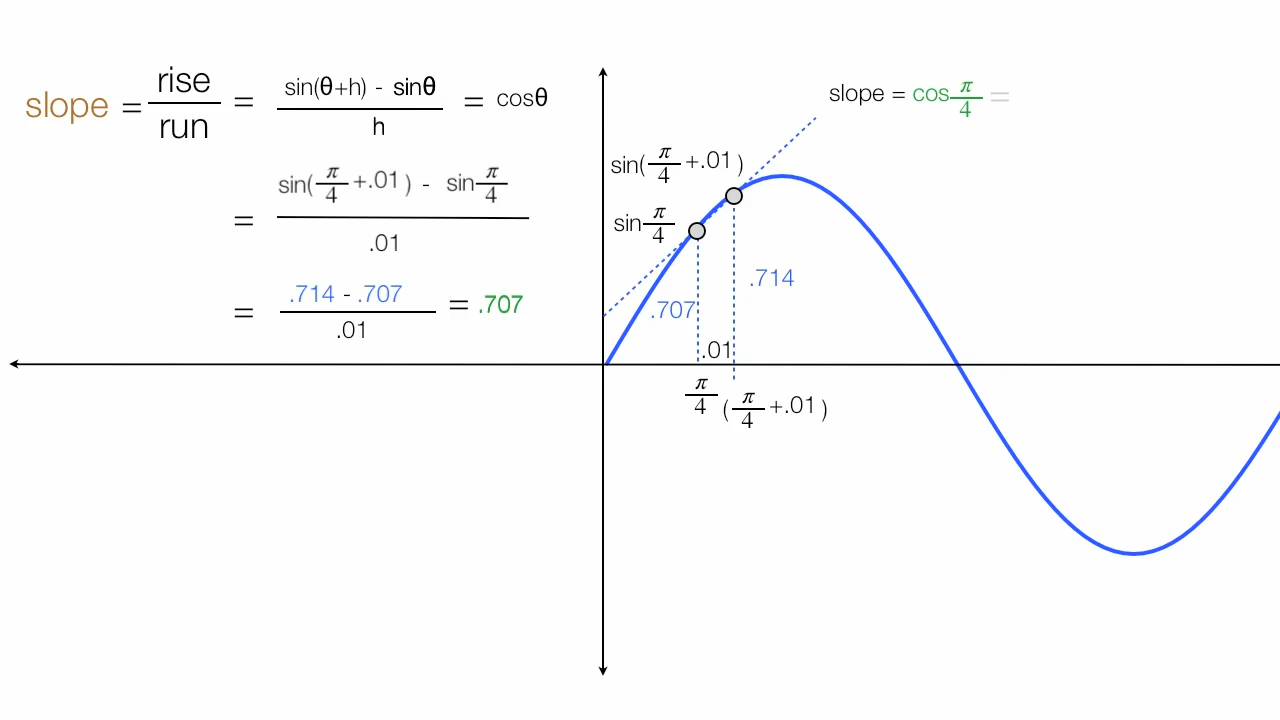 slope = rise/run = sin(θ+h) - sinθ / h = cosθ
= sin(π/4 +.01) - sin π/4 / .01
= .714 - .707 / .01 = .707
slope = cos π/4 =
sin(π/4 +.01)
sin π/4
.714
.707
.01
π/4
(π/4 +.01)